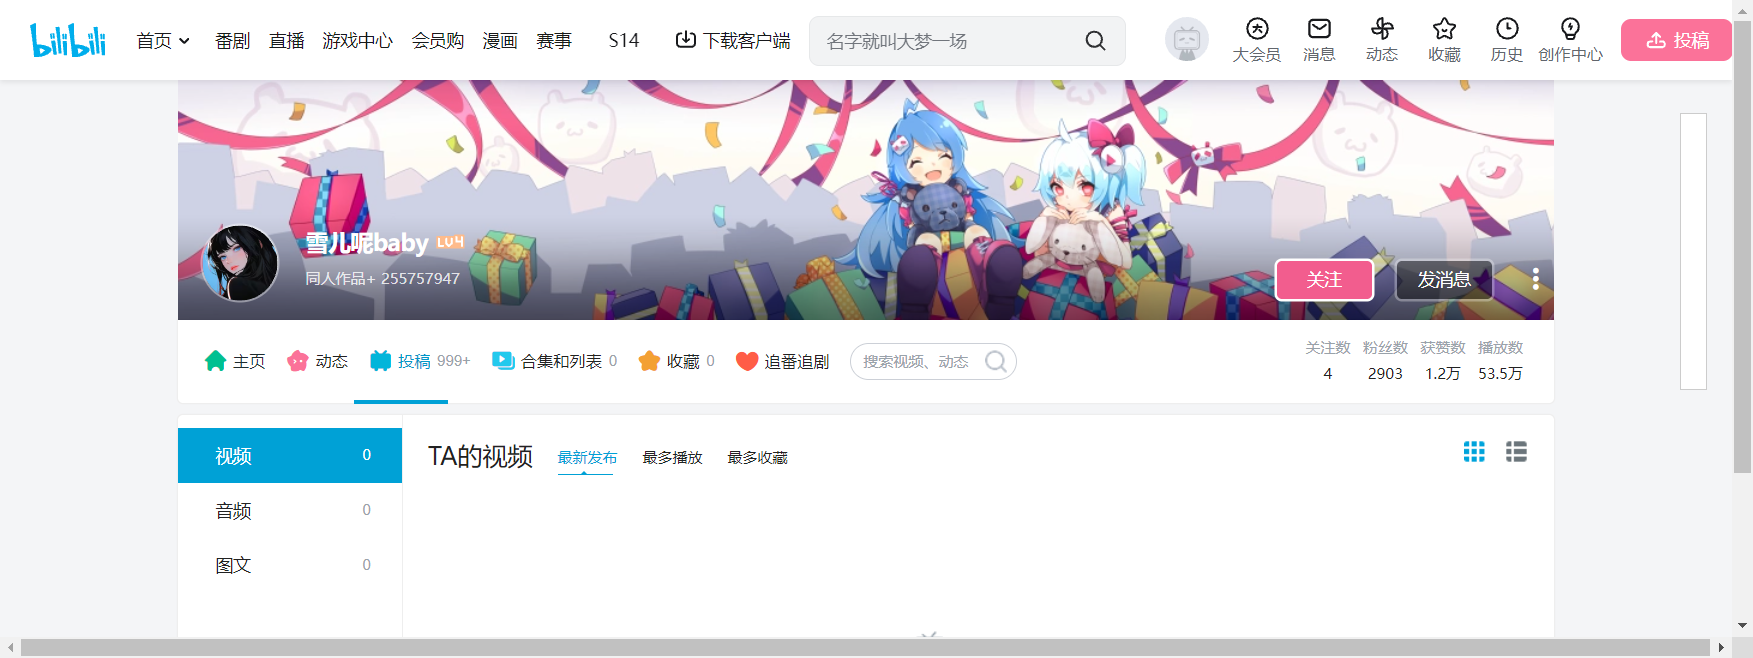 bilibili 首页 番剧 直播 游戏中心 会员购 漫画 赛事 S14 下载客户端 名字就叫大梦一场 大会员 消息 动态 收藏 历史 创作中心 投稿
雪儿呢baby LV4
同人作品+ 255757947
关注 发消息
主页 动态 投稿 999+ 合集和列表 0 收藏 0 追番追剧 搜索视频、动态
关注数 粉丝数 获赞数 播放数
4 2903 1.2万 53.5万
视频 0
音频 0
图文 0
TA的视频 最新发布 最多播放 最多收藏